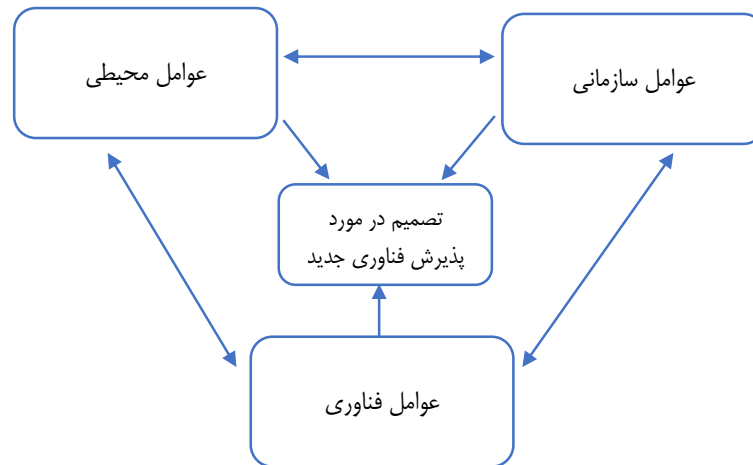 عوامل سازمانی
عوامل محیطی
تصمیم در مورد
پذیرش فناوری جدید
عوامل فناوری